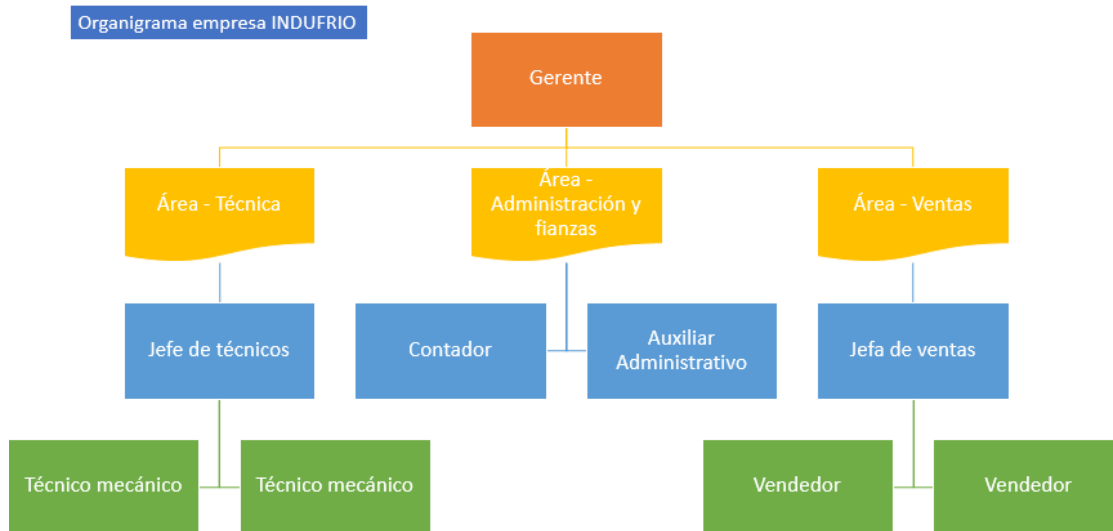 Organigrama empresa INDUFRIO
Gerente
Área - Técnica
Área -
Administración y
fianzas
Área - Ventas
Jefe de técnicos
Contador
Auxiliar
Administrativo
Jefa de ventas
Técnico mecánico
Técnico mecánico
Vendedor
Vendedor